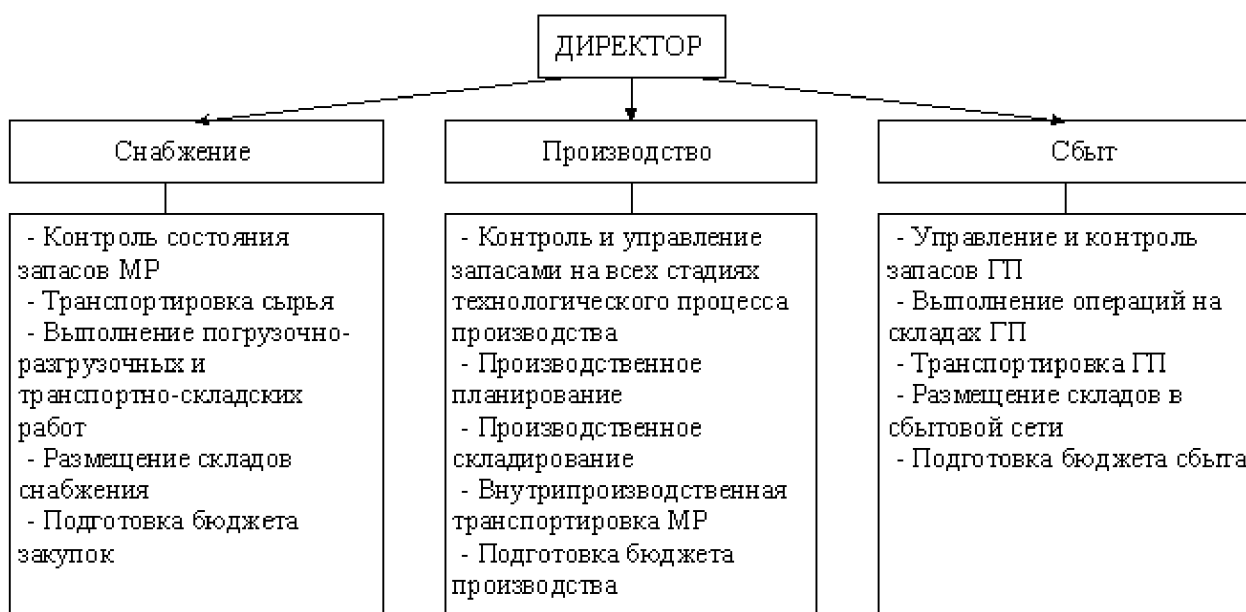 ДИРЕКТОР
Снабжение
Производство
Сбыт
- Контроль состояния
запасов МР
- Транспортировка сырья
- Выполнение погрузочно-
разгрузочных и
транспортно-складских
работ
- Размещение складов
снабжения
- Подготовка бюджета
закупок
- Контроль и управление
запасами на всех стадиях
технологического процесса
производства
- Производственное
планирование
- Производственное
складирование
- Внутрипроизводственная
транспортировка МР
- Подготовка бюджета
производства
- Управление и контроль
запасов ГП
- Выполнение операций на
складах ГП
- Транспортировка ГП
- Размещение складов в
сбытовой сети
- Подготовка бюджета сбыта